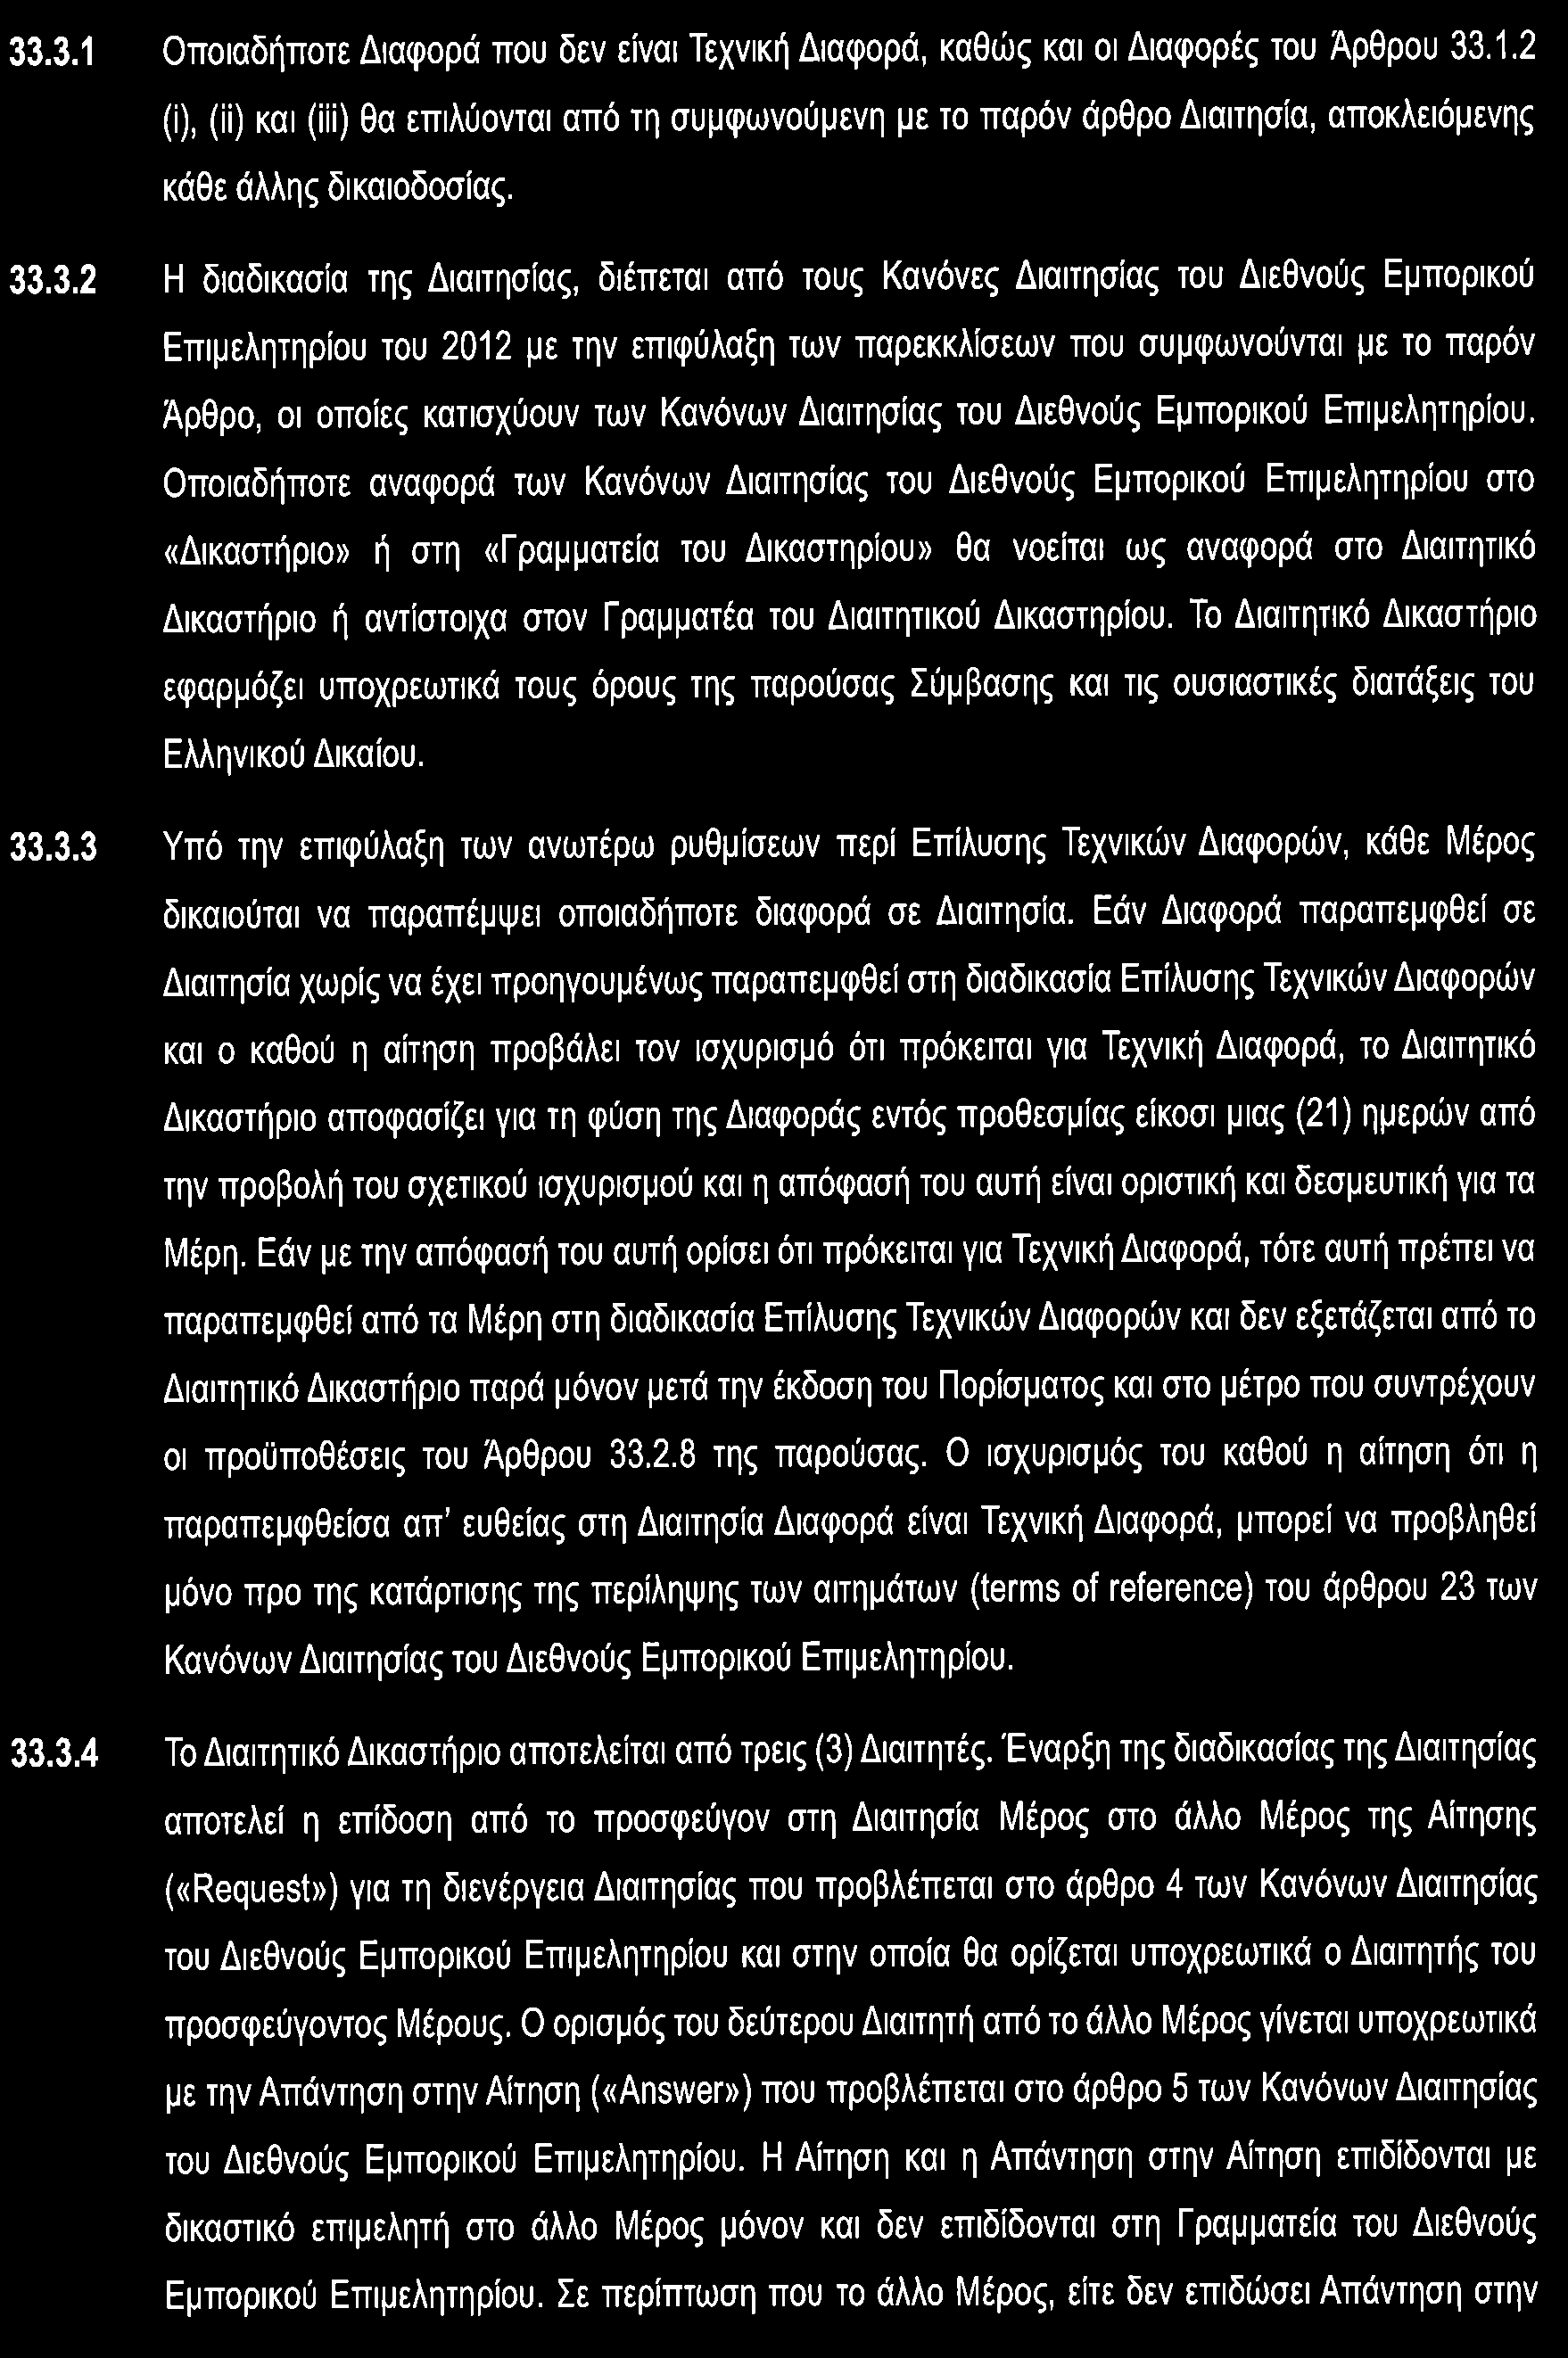 33.3.1 Οποιαδήποτε Διαφορά που δεν είναι Τεχνική Διαφορά, καθώς και οι Διαφορές του Άρθρου 33.1.2
(i), (ii) και (iii) θα επιλύονται από τη συμφωνούμενη με το παρόν άρθρο Διαιτησία, αποκλειόμενης
κάθε άλλης δικαιοδοσίας.
33.3.2 Η διαδικασία της Διαιτησίας, διέπεται από τους Κανόνες Διαιτησίας του Διεθνούς Εμπορικού
Επιμελητηρίου του 2012 με την επιφύλαξη των παρεκκλίσεων που συμφωνούνται με το παρόν
Άρθρο, οι οποίες κατισχύουν των Κανόνων Διαιτησίας του Διεθνούς Εμπορικού Επιμελητηρίου.
Οποιαδήποτε αναφορά των Κανόνων Διαιτησίας του Διεθνούς Εμπορικού Επιμελητηρίου στο
«Δικαστήριο» ή στη «Γραμματεία του Δικαστηρίου» θα νοείται ως αναφορά στο Διαιτητικό
Δικαστήριο ή αντίστοιχα στον Γραμματέα του Διαιτητικού Δικαστηρίου. Το Διαιτητικό Δικαστήριο
εφαρμόζει υποχρεωτικά τους όρους της παρούσας Σύμβασης και τις ουσιαστικές διατάξεις του
Ελληνικού Δικαίου.
33.3.3 Υπό την επιφύλαξη των ανωτέρω ρυθμίσεων περί Επίλυσης Τεχνικών Διαφορών, κάθε Μέρος
δικαιούται να παραπέμψει οποιαδήποτε διαφορά σε Διαιτησία. Εάν Διαφορά παραπεμφθεί σε
Διαιτησία χωρίς να έχει προηγουμένως παραπεμφθεί στη διαδικασία Επίλυσης Τεχνικών Διαφορών
και ο καθού η αίτηση προβάλει τον ισχυρισμό ότι πρόκειται για Τεχνική Διαφορά, το Διαιτητικό
Δικαστήριο αποφασίζει για τη φύση της Διαφοράς εντός προθεσμίας είκοσι μιας (21) ημερών από
την προβολή του σχετικού ισχυρισμού και η απόφασή του αυτή είναι οριστική και δεσμευτική για τα
Μέρη. Εάν με την απόφασή του αυτή ορίσει ότι πρόκειται για Τεχνική Διαφορά, τότε αυτή πρέπει να
παραπεμφθεί από τα Μέρη στη διαδικασία Επίλυσης Τεχνικών Διαφορών και δεν εξετάζεται από το
Διαιτητικό Δικαστήριο παρά μόνον μετά την έκδοση του Πορίσματος και στο μέτρο που συντρέχουν
οι προϋποθέσεις του Άρθρου 33.2.8 της παρούσας. Ο ισχυρισμός του καθού η αίτηση ότι η
παραπεμφθείσα απ’ ευθείας στη Διαιτησία Διαφορά είναι Τεχνική Διαφορά, μπορεί να προβληθεί
μόνο προ της κατάρτισης της περίληψης των αιτημάτων (terms of reference) του άρθρου 23 των
Κανόνων Διαιτησίας του Διεθνούς Εμπορικού Επιμελητηρίου.
33.3.4 Το Διαιτητικό Δικαστήριο αποτελείται από τρεις (3) Διαιτητές. Έναρξη της διαδικασίας της Διαιτησίας
αποτελεί η επίδοση από το προσφεύγον στη Διαιτησία Μέρος στο άλλο Μέρος της Αίτησης
(«Request») για τη διενέργεια Διαιτησίας που προβλέπεται στο άρθρο 4 των Κανόνων Διαιτησίας
του Διεθνούς Εμπορικού Επιμελητηρίου και στην οποία θα ορίζεται υποχρεωτικά ο Διαιτητής του
προσφεύγοντος Μέρους. Ο ορισμός του δεύτερου Διαιτητή από το άλλο Μέρος γίνεται υποχρεωτικά
με την Απάντηση στην Αίτηση («Answer») που προβλέπεται στο άρθρο 5 των Κανόνων Διαιτησίας
του Διεθνούς Εμπορικού Επιμελητηρίου. Η Αίτηση και η Απάντηση στην Αίτηση επιδίδονται με
δικαστικό επιμελητή στο άλλο Μέρος μόνον και δεν επιδίδονται στη Γραμματεία του Διεθνούς
Εμπορικού Επιμελητηρίου. Σε περίπτωση που το άλλο Μέρος, είτε δεν επιδώσει Απάντηση στην